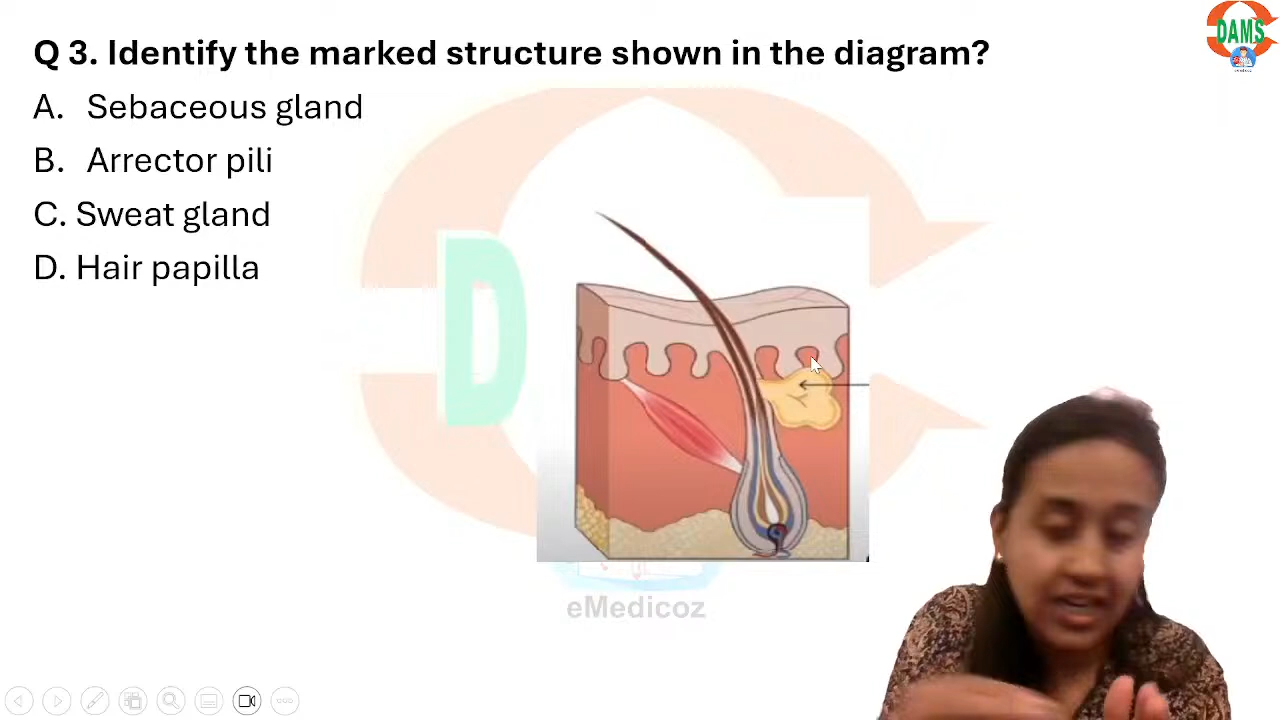 Q 3. Identify the marked structure shown in the diagram?
A. Sebaceous gland
B. Arrector pili
C. Sweat gland
D. Hair papilla
DAMS
D
eMedicoz